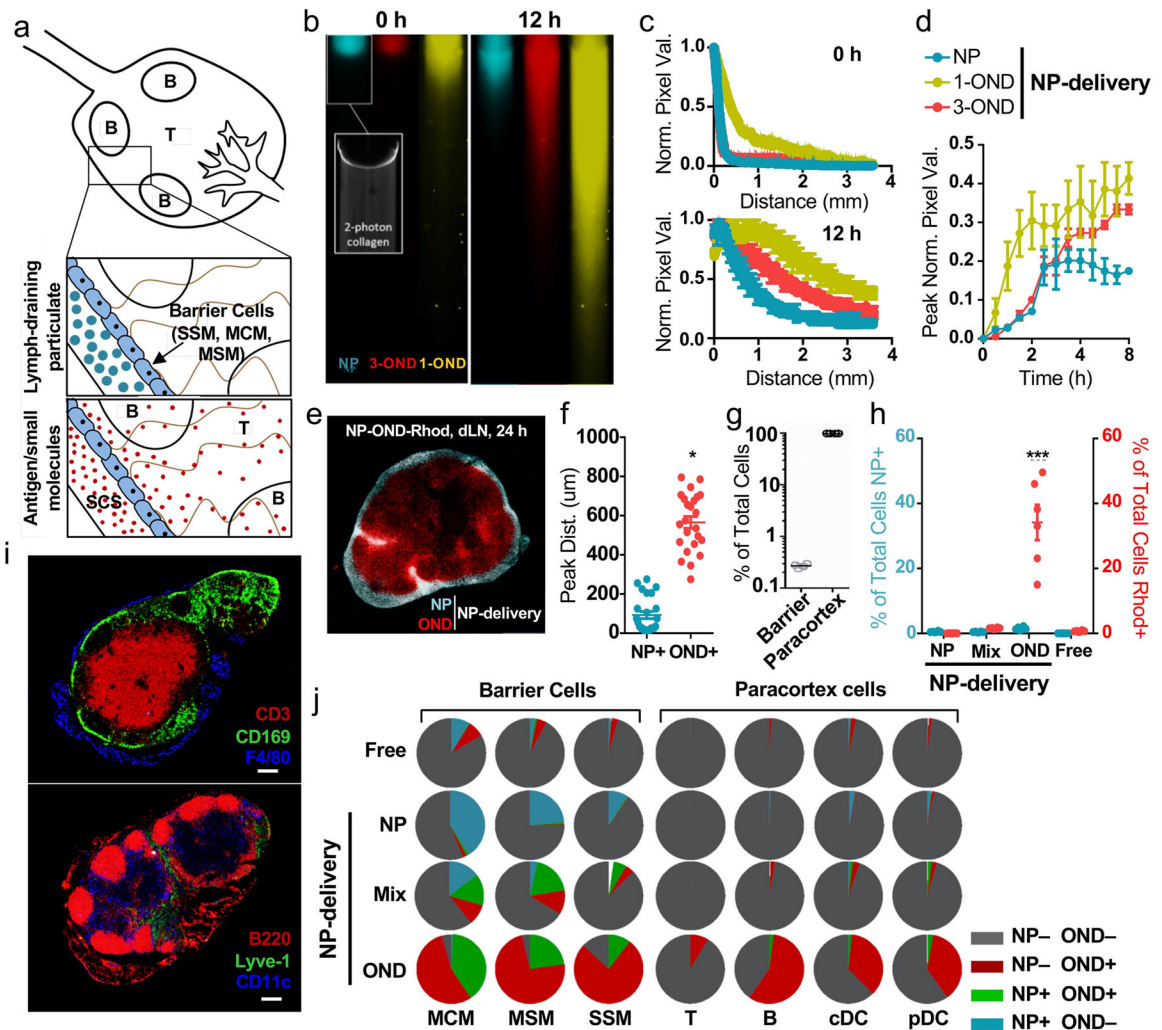 a
B
B
T
B
Lymph-draining
particulate
Barrier Cells
(SSM, MCM,
MSM)
Antigen/small
molecules
B
T
SCS
B
b
0 h
12 h
2-photon
collagen
NP
3-OND
1-OND
c
Norm. Pixel Val.
1.0
0.5
0.0
0 h
0 1 2 3 4
Distance (mm)
Norm. Pixel Val.
1.0
0.5
0
12 h
0 1 2 3 4
Distance (mm)
d
NP
1-OND
3-OND
NP-delivery
Peak Norm. Pixel Val.
0.5
0.4
0.3
0.2
0.1
0.0
0 2 4 6 8
Time (h)
e
NP-OND-Rhod, dLN, 24 h
NP
OND
NP-delivery
f
Peak Dist. (um)
1000
800
600
400
200
0
*
NP+ OND+
g
% of Total Cells
100
10
1
0.1
Barrier
Paracortex
h
% of Total Cells NP+
60
40
20
0
***
% of Total Cells Rhod+
60
40
20
0
NP Mix OND Free
NP-delivery
i
CD3
CD169
F4/80
B220
Lyve-1
CD11c
j
Barrier Cells
Paracortex cells
Free
NP
Mix
OND
NP-delivery
MCM MSM SSM T B cDC pDC
NP– OND–
NP– OND+
NP+ OND+
NP+ OND–